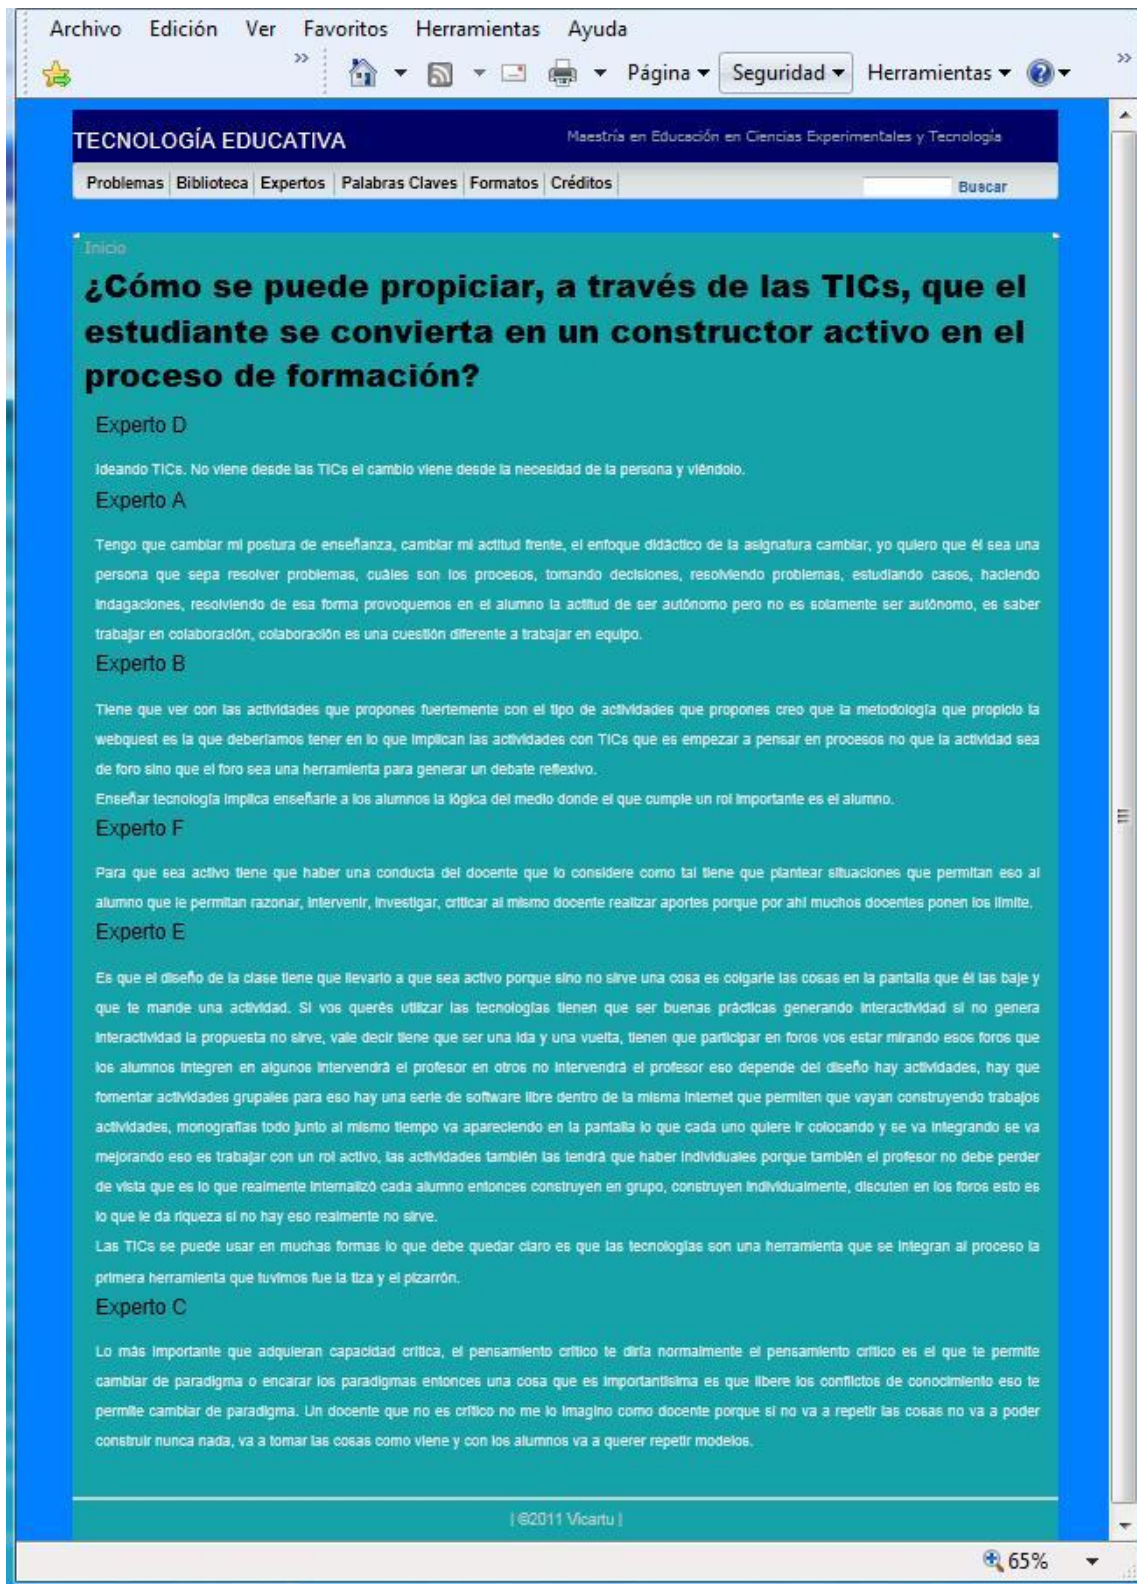 Archivo Edición Ver Favoritos Herramientas Ayuda
» Página Seguridad Herramientas »
TECNOLOGÍA EDUCATIVA Maestría en Educación en Ciencias Experimentales y Tecnología
Problemas Biblioteca Expertos Palabras Claves Formatos Créditos Buscar
Inicio
¿Cómo se puede propiciar, a través de las TICs, que el
estudiante se convierta en un constructor activo en el
proceso de formación?
Experto D
Ideando TICs. No viene desde las TICs el cambio viene desde la necesidad de la persona y viéndolo.
Experto A
Tengo que cambiar mi postura de enseñanza, cambiar mi actitud frente, el enfoque didáctico de la asignatura cambiar, yo quiero que él sea una
persona que sepa resolver problemas, cuáles son los procesos, tomando decisiones, resolviendo problemas, estudiando casos, haciendo
indagaciones, resolviendo de esa forma provoquemos en el alumno la actitud de ser autónomo pero no es solamente ser autónomo, es saber
trabajar en colaboración, colaboración es una cuestión diferente a trabajar en equipo.
Experto B
Tiene que ver con las actividades que propones fuertemente con el tipo de actividades que propones creo que la metodología que propicio la
webquest es la que deberíamos tener en lo que implican las actividades con TICs que es empezar a pensar en procesos no que la actividad sea
de foro sino que el foro sea una herramienta para generar un debate reflexivo.
Enseñar tecnología implica enseñarle a los alumnos la lógica del medio donde el que cumple un rol importante es el alumno.
Experto F
Para que sea activo tiene que haber una conducta del docente que lo considere como tal tiene que plantear situaciones que permitan eso al
alumno que le permitan razonar, intervenir, investigar, criticar al mismo docente realizar aportes porque por ahí muchos docentes ponen los límite.
Experto E
Es que el diseño de la clase tiene que llevarlo a que sea activo porque sino no sirve una cosa es colgarle las cosas en la pantalla que él las baje y
que te mande una actividad. Si vos querés utilizar las tecnologías tienen que ser buenas prácticas generando interactividad si no genera
interactividad la propuesta no sirve, vale decir tiene que ser una ida y una vuelta, tienen que participar en foros vos estar mirando esos foros que
los alumnos integren en algunos intervendrá el profesor en otros no intervendrá el profesor eso depende del diseño hay actividades, hay que
fomentar actividades grupales para eso hay una serie de software libre dentro de la misma Internet que permiten que vayan construyendo trabajos
actividades, monografías todo junto al mismo tiempo va apareciendo en la pantalla lo que cada uno quiere ir colocando y se va integrando se va
mejorando eso es trabajar con un rol activo, las actividades también las tendrá que haber individuales porque también el profesor no debe perder
de vista que es lo que realmente internalizó cada alumno entonces construyen en grupo, construyen individualmente, discuten en los foros esto es
lo que le da riqueza si no hay eso realmente no sirve.
Las TICs se puede usar en muchas formas lo que debe quedar claro es que las tecnologías son una herramienta que se integran al proceso la
primera herramienta que tuvimos fue la tiza y el pizarrón.
Experto C
Lo más importante que adquieran capacidad crítica, el pensamiento crítico te diría normalmente el pensamiento crítico es el que te permite
cambiar de paradigma o encarar los paradigmas entonces una cosa que es importantísima es que libere los conflictos de conocimiento eso te
permite cambiar de paradigma. Un docente que no es crítico no me lo imagino como docente porque si no va a repetir las cosas no va a poder
construir nunca nada, va a tomar las cosas como viene y con los alumnos va a querer repetir modelos.
| ©2011 Vicartu |
65%